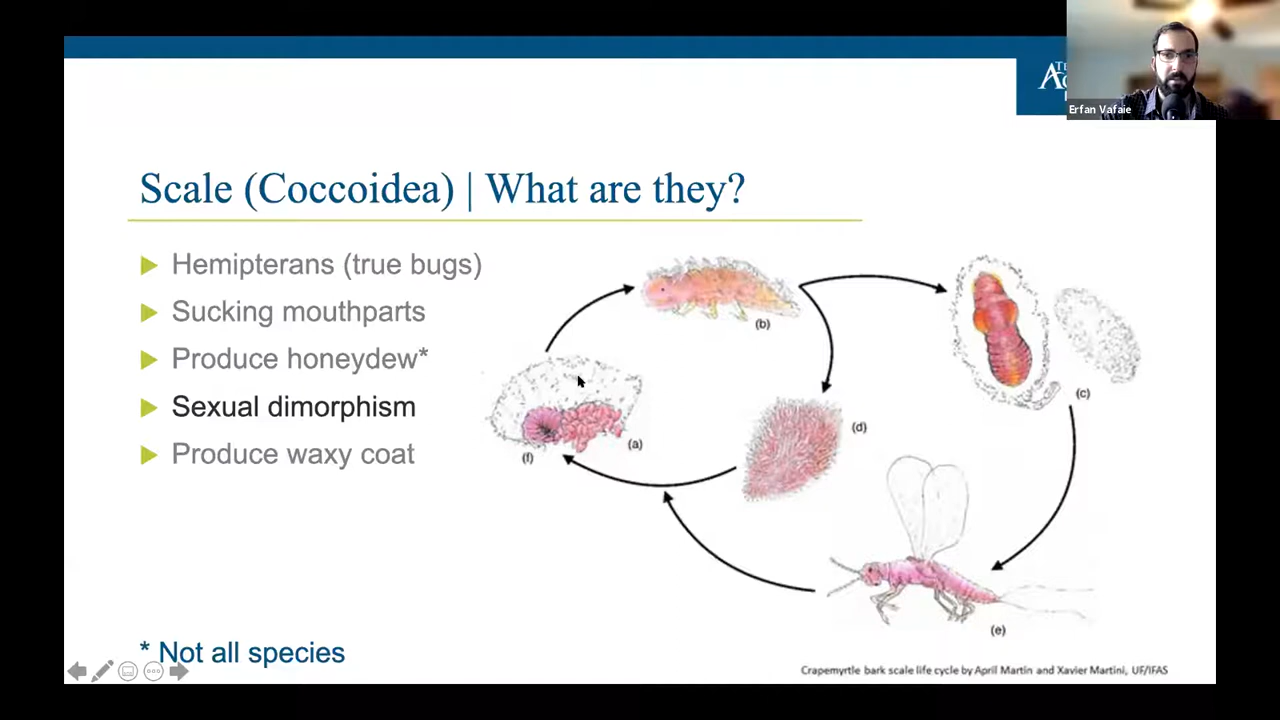 Erfan Vafaie
Scale (Coccoidea) | What are they?
Hemipterans (true bugs)
Sucking mouthparts
Produce honeydew*
Sexual dimorphism
Produce waxy coat
(b)
(c)
(d)
(a)
(f)
(e)
* Not all species
Crapemyrtle bark scale life cycle by April Martin and Xavier Martini, UF/IFAS